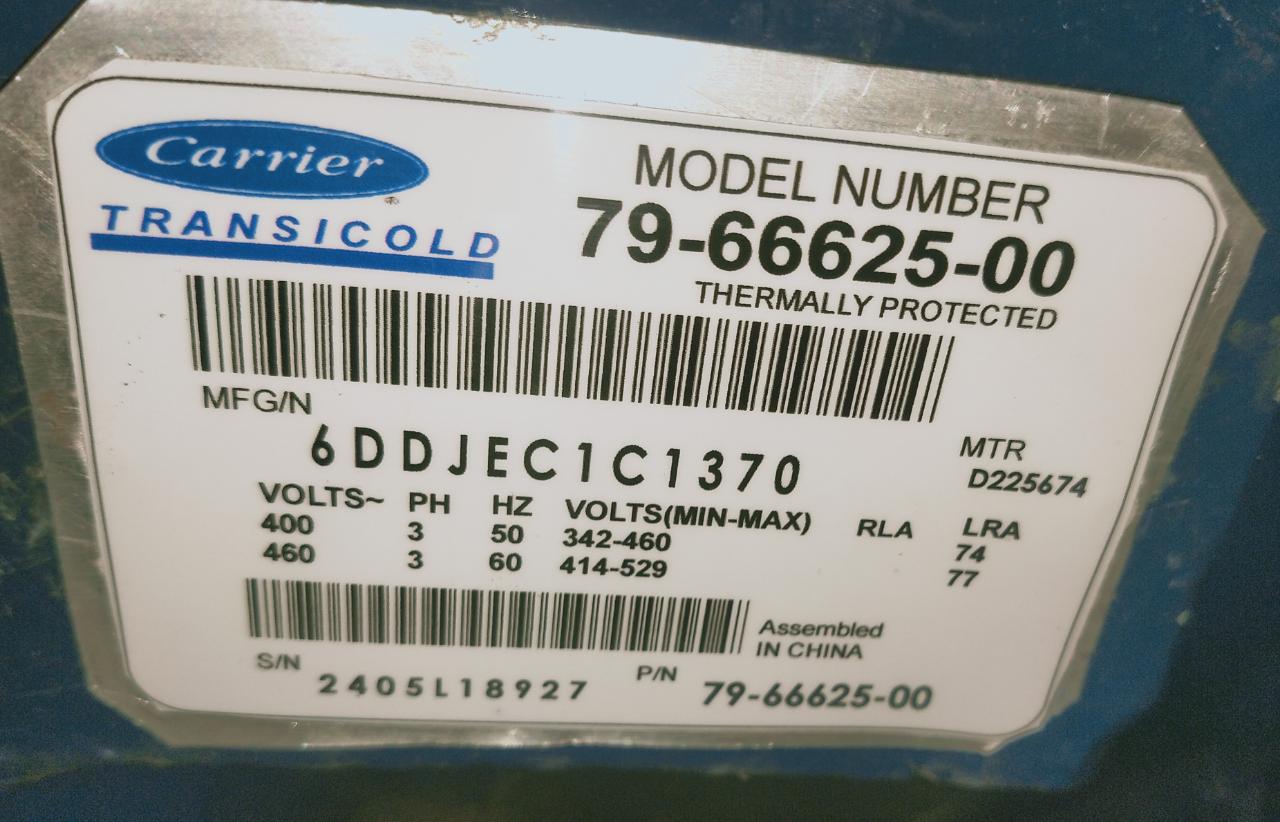 Carrier
TRANSICOLD
MODEL NUMBER
79-66625-00
THERMALLY PROTECTED
MFG/N
6DDJEC1C1370
MTR
D225674
VOLTS~ PH HZ VOLTS(MIN-MAX) RLA LRA
400 3 50 342-460 74
460 3 60 414-529 77
Assembled
IN CHINA
S/N 2405L18927 P/N 79-66625-00